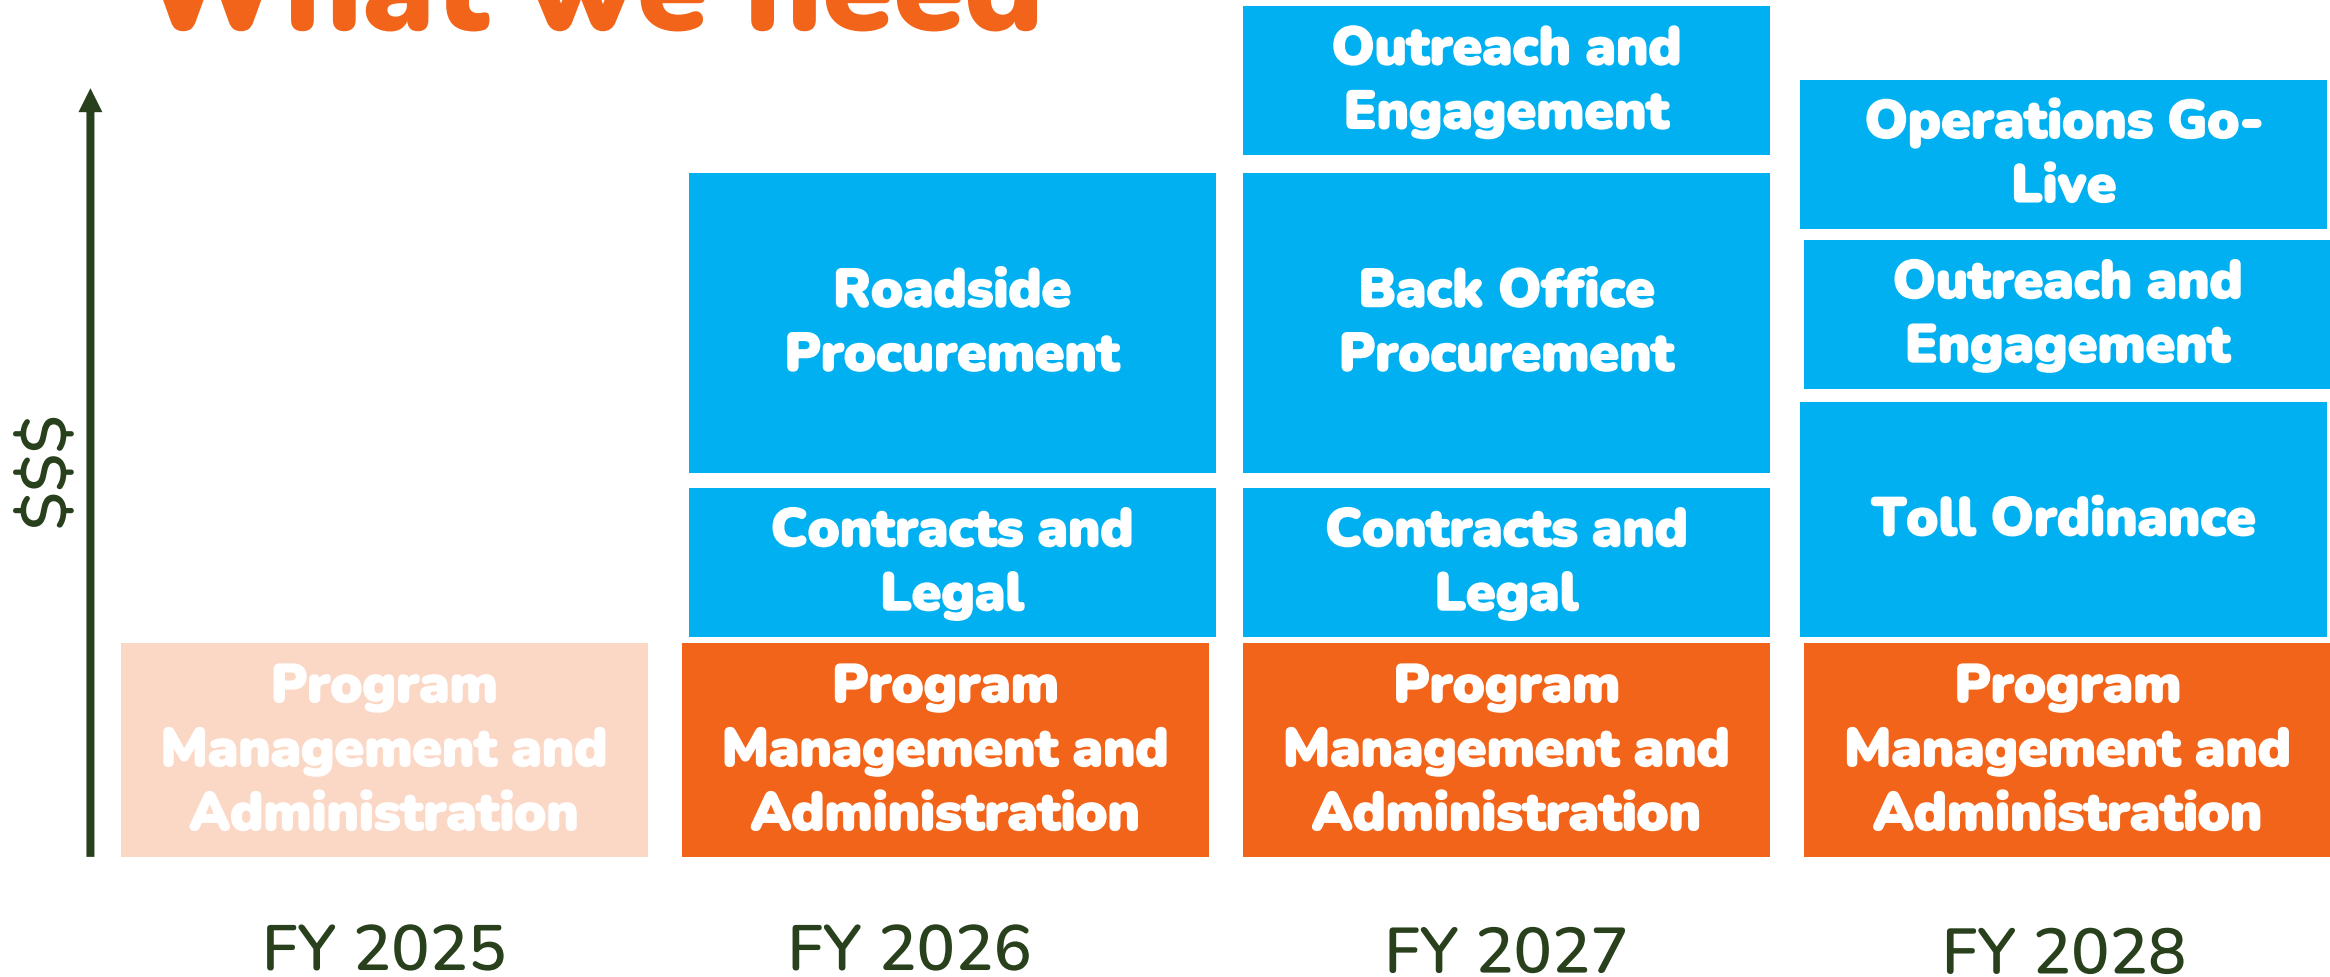 What we need
$$$
Program
Management and
Administration
FY 2025
Roadside
Procurement
Contracts and
Legal
Program
Management and
Administration
FY 2026
Outreach and
Engagement
Back Office
Procurement
Contracts and
Legal
Program
Management and
Administration
FY 2027
Operations Go-
Live
Outreach and
Engagement
Toll Ordinance
Program
Management and
Administration
FY 2028